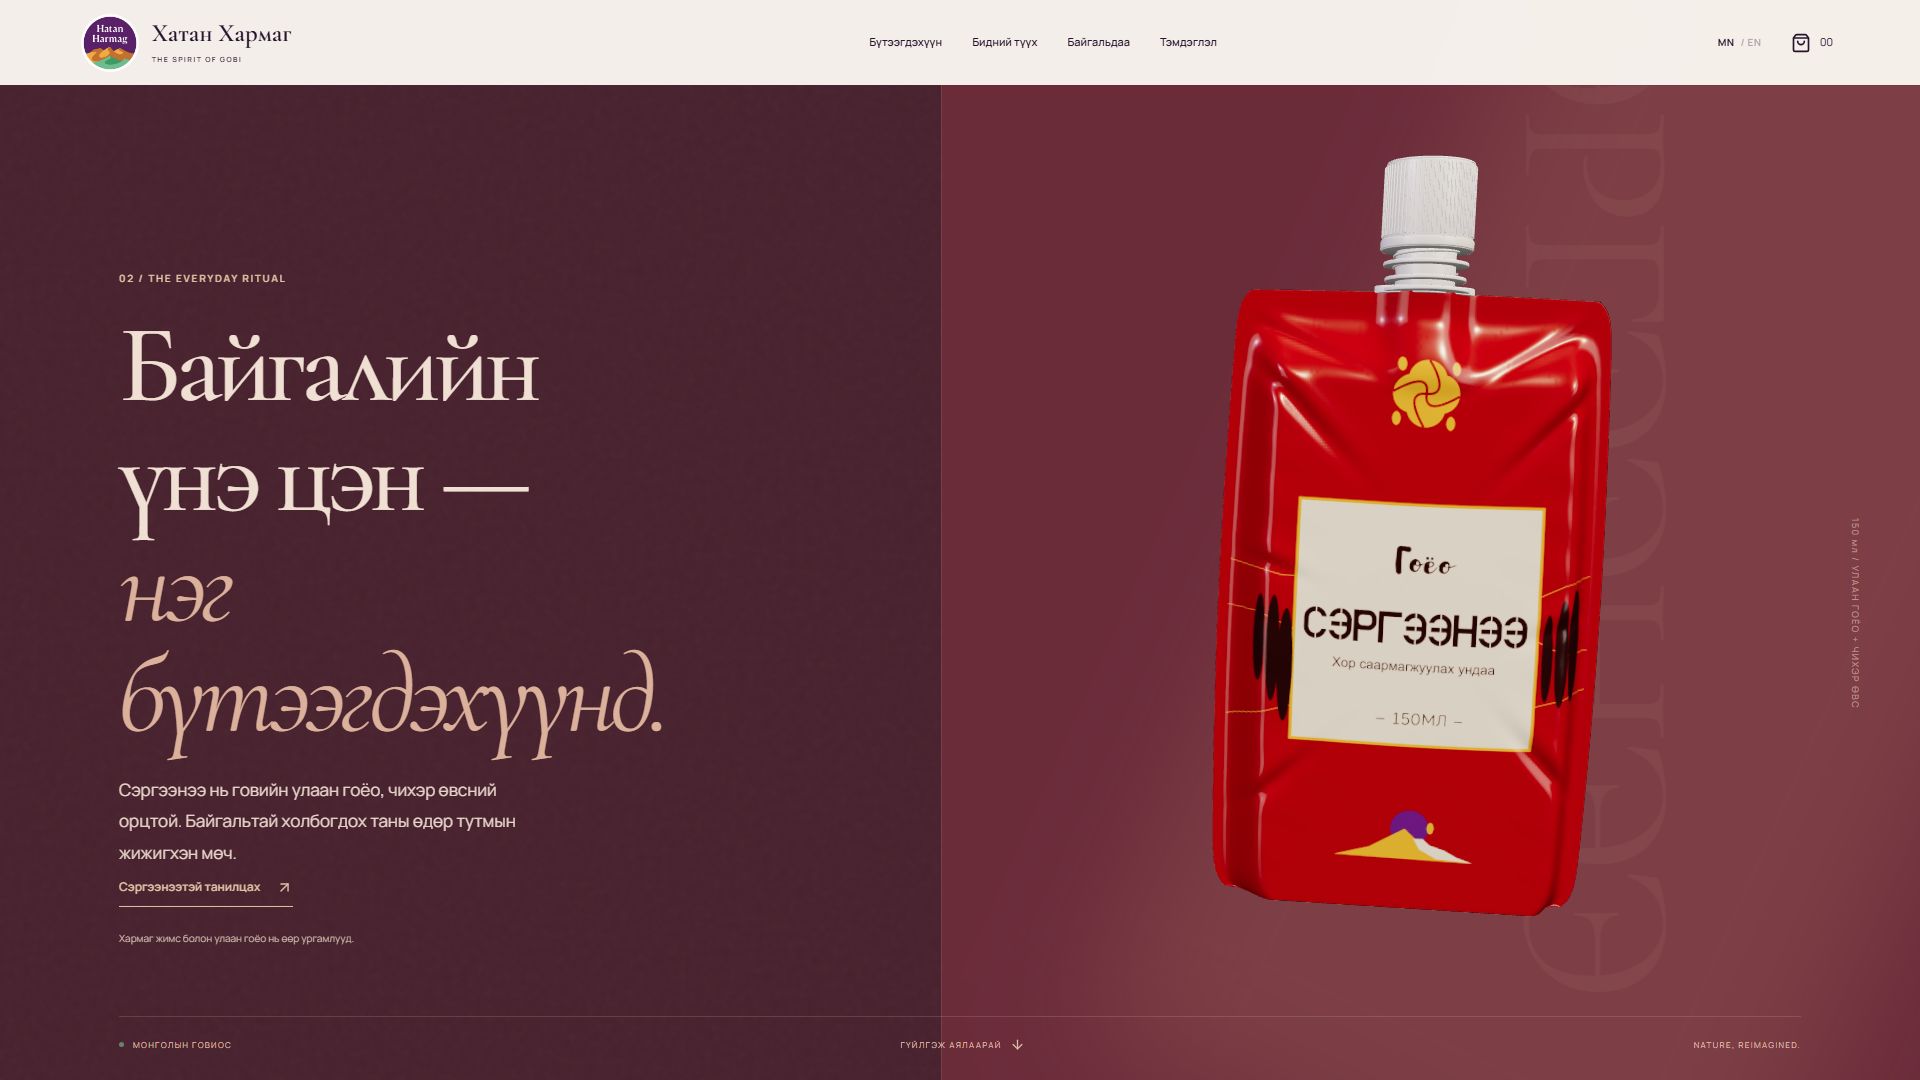 Hatan
Harmag
Хатан Хармаг
THE SPIRIT OF GOBI
Бүтээгдэхүүн
Бидний түүх
Байгальдаа
Тэмдэглэл
MN / EN
00
02 / THE EVERYDAY RITUAL
Байгалийн
үнэ цэн —
нэг
бүтээгдэхүүнд.
Сэргээнээ нь говийн улаан гоёо, чихэр өвсний
орцтой. Байгальтай холбогдох таны өдөр тутмын
жижигхэн мөч.
Сэргээнээтэй танилцах
Хармаг жимс болон улаан гоёо нь өөр ургамлууд.
Гоёо
СЭРГЭЭНЭЭ
Хор саармагжуулах ундаа
– 150МЛ –
150 мл / УЛААН ГОЁО + ЧИХЭР ӨВС
МОНГОЛЫН ГОВИОС
ГҮЙЛГЭЖ АЯЛААРАЙ
NATURE, REIMAGINED.